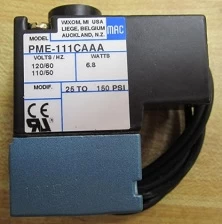 WIXOM, MI USA
LIEGE, BELGIUM
AUCKLAND, N.Z.
MAC
MODEL
PME-111CAAA
VOLTS / HZ. WATTS
120/60 6.8
110/50
MODIF. 25 TO 150 PSI
CE